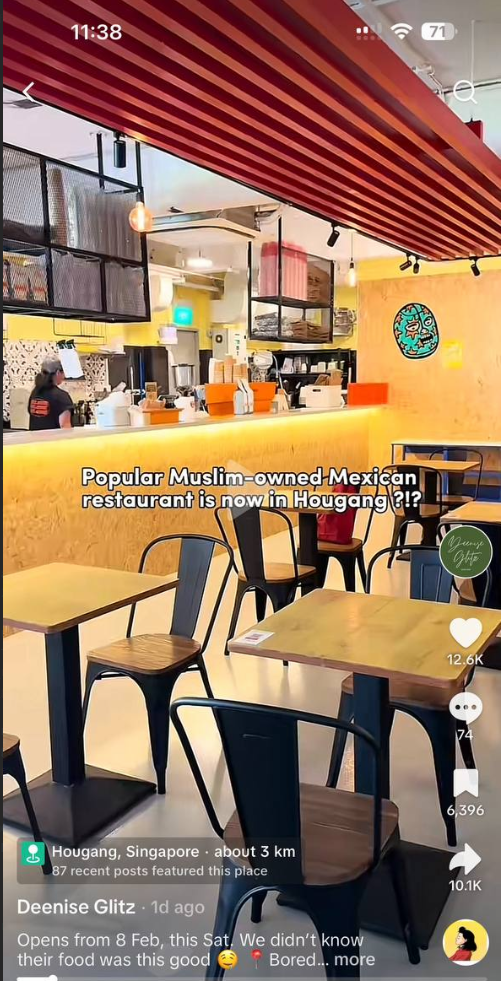 11:38
71
Popular Muslim-owned Mexican
restaurant is now in Hougang ?!?
Deenise
Glitz
12.6K
74
6,396
10.1K
Hougang, Singapore · about 3 km
87 recent posts featured this place
Deenise Glitz · 1d ago
Opens from 8 Feb, this Sat. We didn’t know
their food was this good 🤤 📍 Bored... more